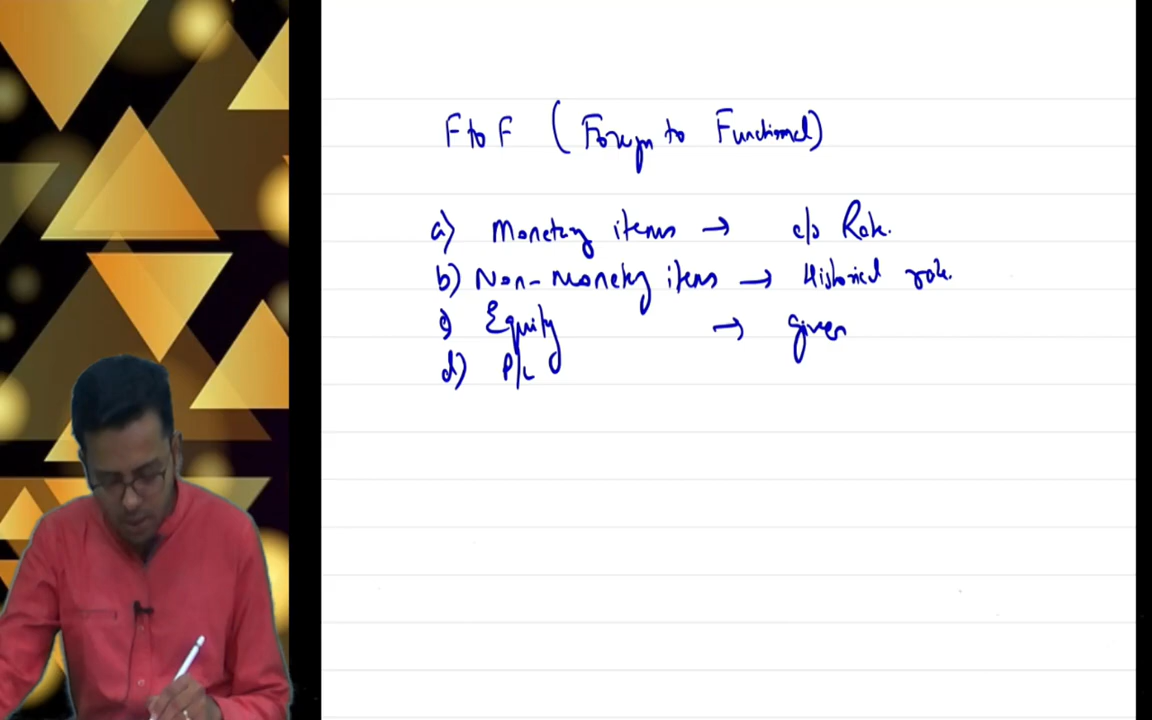 F to F (Foreign to Functional)
a) Monetary items → c/o Rate.
b) Non-monetary items → Historical rate.
c) Equity → given
d) P/L